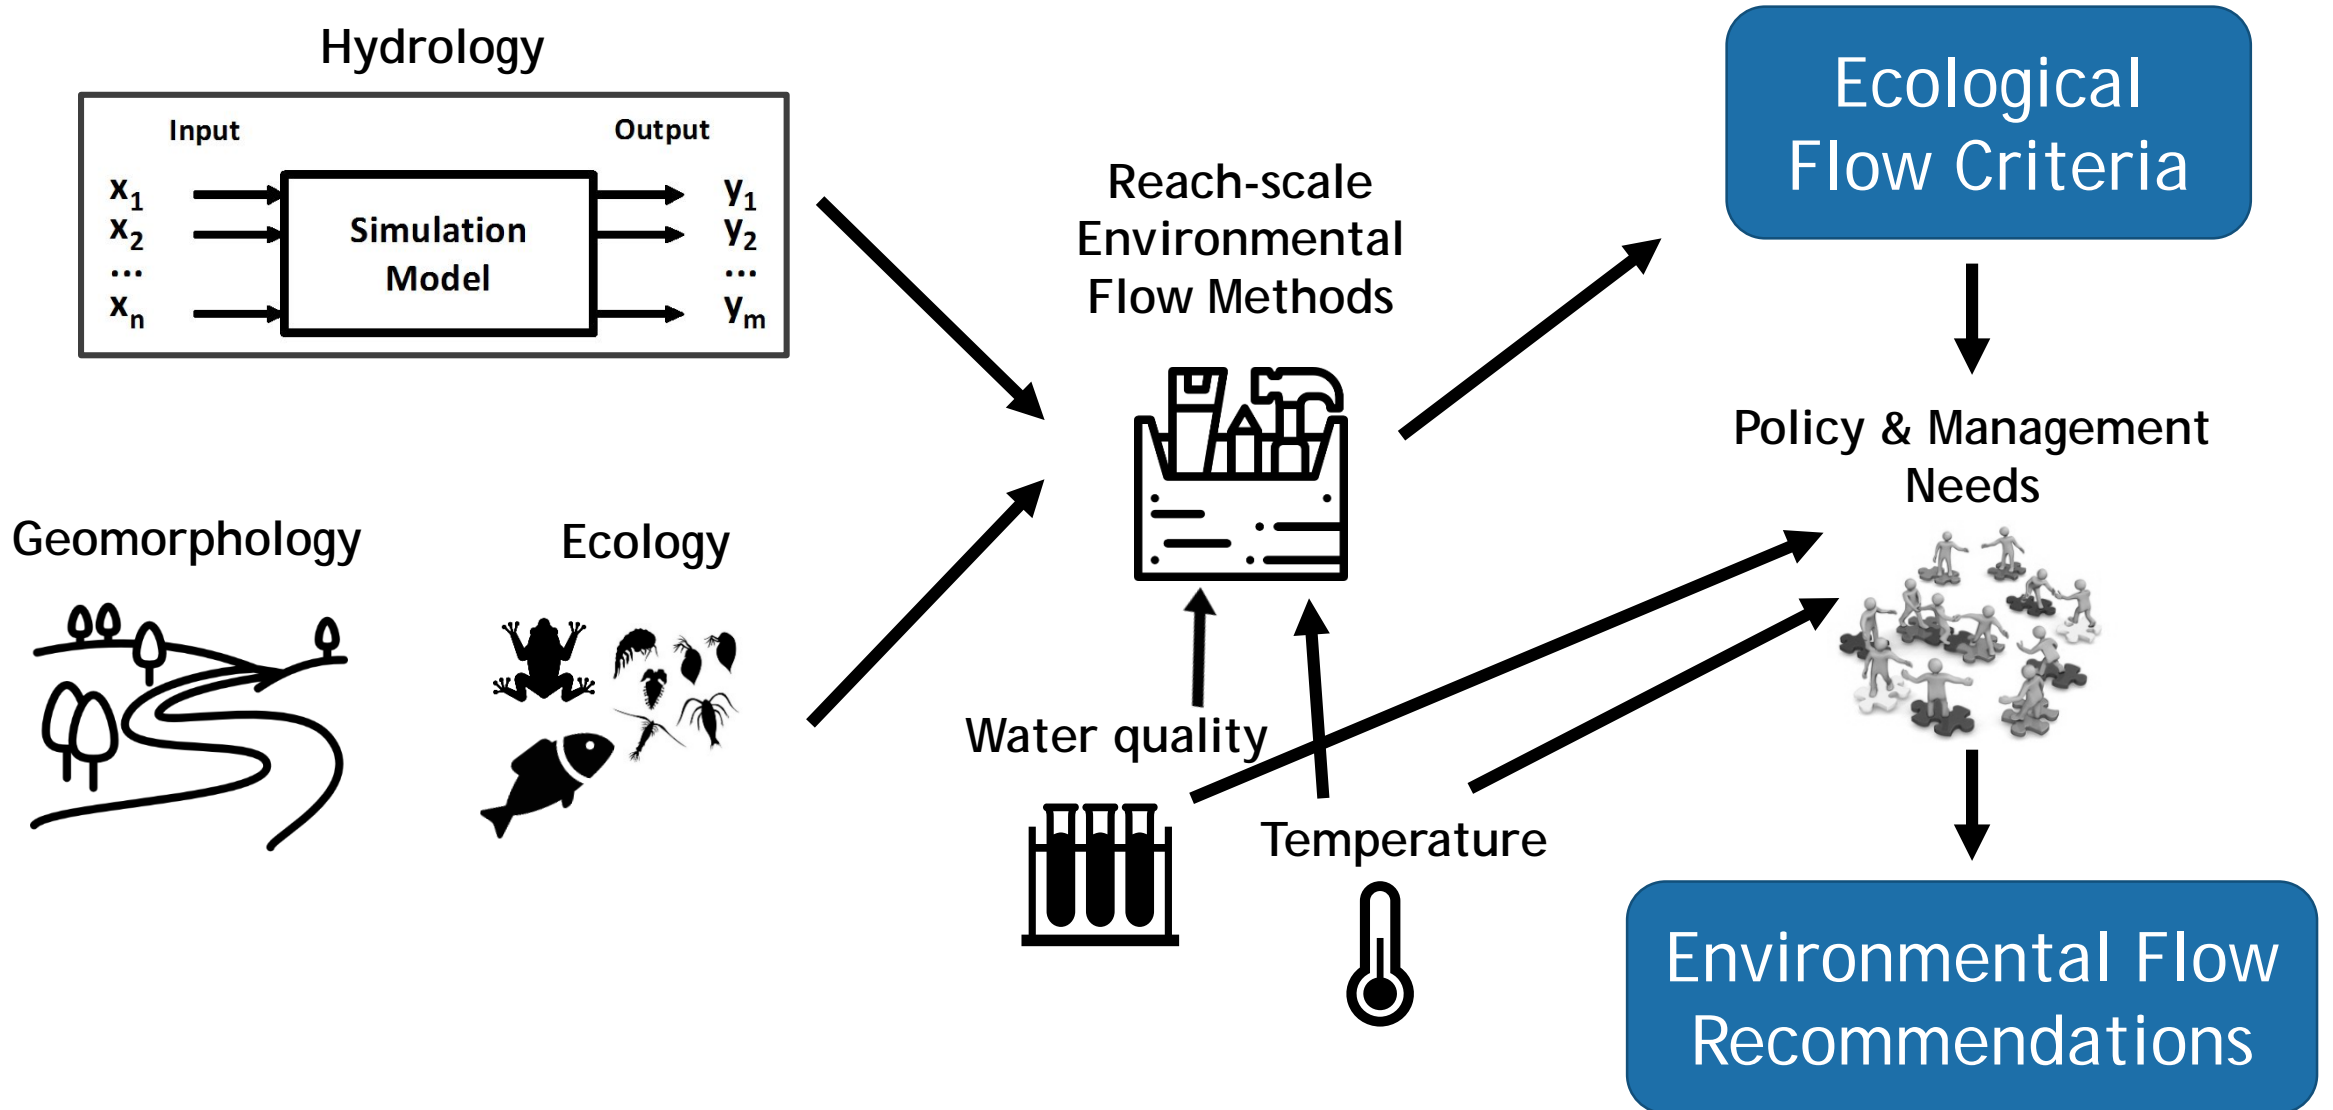 Hydrology
Input
Output
x1
x2
...
xn
Simulation
Model
y1
y2
...
ym
Geomorphology
Ecology
Reach-scale
Environmental
Flow Methods
Water quality
Temperature
Ecological
Flow Criteria
Policy & Management
Needs
Environmental Flow
Recommendations